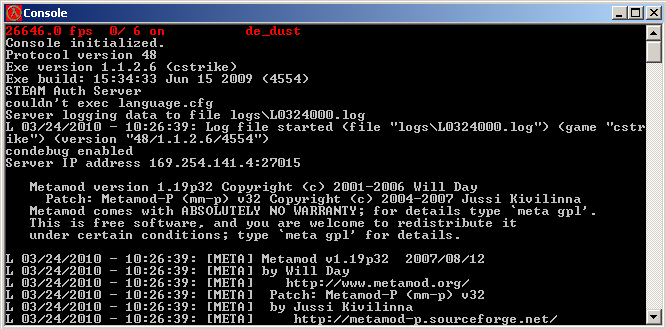 Console
26646.0 fps  0/ 6 on          de_dust
Console initialized.
Protocol version 48
Exe version 1.1.2.6 (cstrike)
Exe build: 15:34:33 Jun 15 2009 (4554)
STEAM Auth Server
couldn't exec language.cfg
Server logging data to file logs\L0324000.log
L 03/24/2010 - 10:26:39: Log file started (file "logs\L0324000.log") (game "cstr
ike") (version "48/1.1.2.6/4554")
condebug enabled
Server IP address 169.254.141.4:27015
Metamod version 1.19p32 Copyright (c) 2001-2006 Will Day
Patch: Metamod-P (mm-p) v32 Copyright (c) 2004-2007 Jussi Kivilinna
Metamod comes with ABSOLUTELY NO WARRANTY; for details type `meta gpl'.
This is free software, and you are welcome to redistribute it
under certain conditions; type `meta gpl' for details.
L 03/24/2010 - 10:26:39: [META] Metamod v1.19p32  2007/08/12
L 03/24/2010 - 10:26:39: [META] by Will Day
L 03/24/2010 - 10:26:39: [META]    http://www.metamod.org/
L 03/24/2010 - 10:26:39: [META]  Patch: Metamod-P (mm-p) v32
L 03/24/2010 - 10:26:39: [META]  by Jussi Kivilinna
L 03/24/2010 - 10:26:39: [META]     http://metamod-p.sourceforge.net/